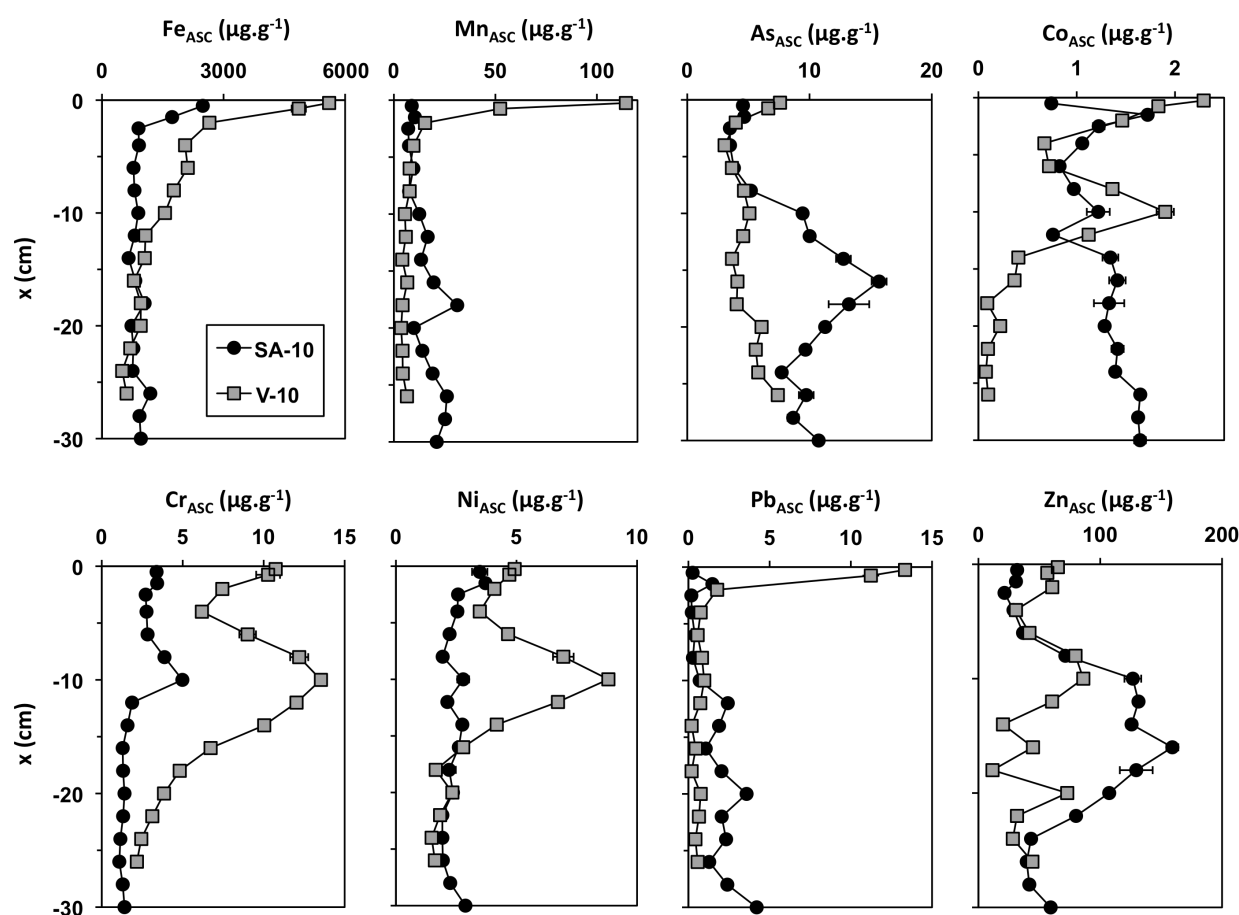 Fe_ASC (µg.g⁻¹) Mn_ASC (µg.g⁻¹) As_ASC (µg.g⁻¹) Co_ASC (µg.g⁻¹)
0 3000 6000 0 50 100 0 10 20 0 1 2
0
-10
x (cm)
-20
SA-10
V-10
-30
Cr_ASC (µg.g⁻¹) Ni_ASC (µg.g⁻¹) Pb_ASC (µg.g⁻¹) Zn_ASC (µg.g⁻¹)
0 5 10 15 0 5 10 0 5 10 15 0 100 200
0
-10
x (cm)
-20
-30